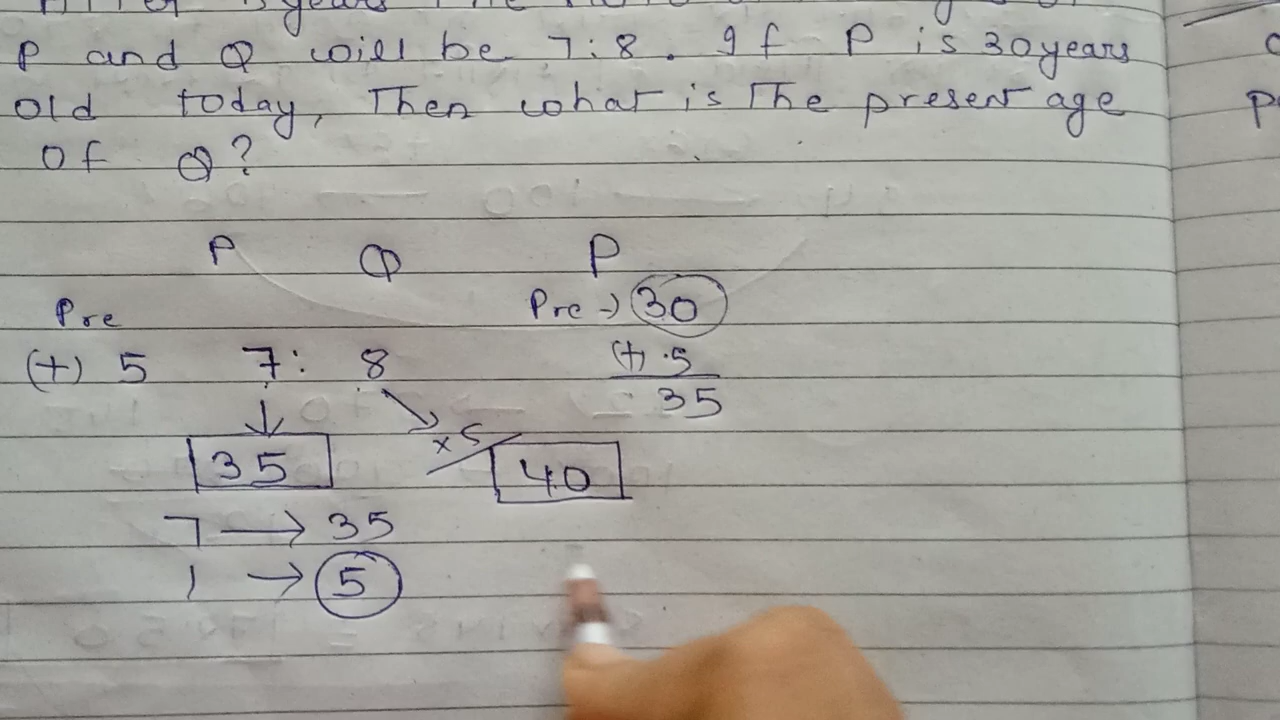 P and Q will be 7:8. If P is 30 years
old today, Then what is The present age
Of Q?
P Q P
Pre Pre → 30
(+) 5 7: 8 (+) 5
35
×5
35 40
7 → 35
1 → 5